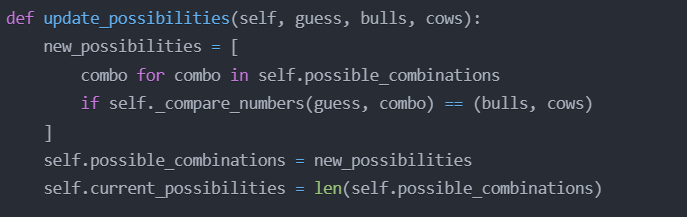 def update_possibilities(self, guess, bulls, cows):
    new_possibilities = [
        combo for combo in self.possible_combinations
        if self._compare_numbers(guess, combo) == (bulls, cows)
    ]
    self.possible_combinations = new_possibilities
    self.current_possibilities = len(self.possible_combinations)